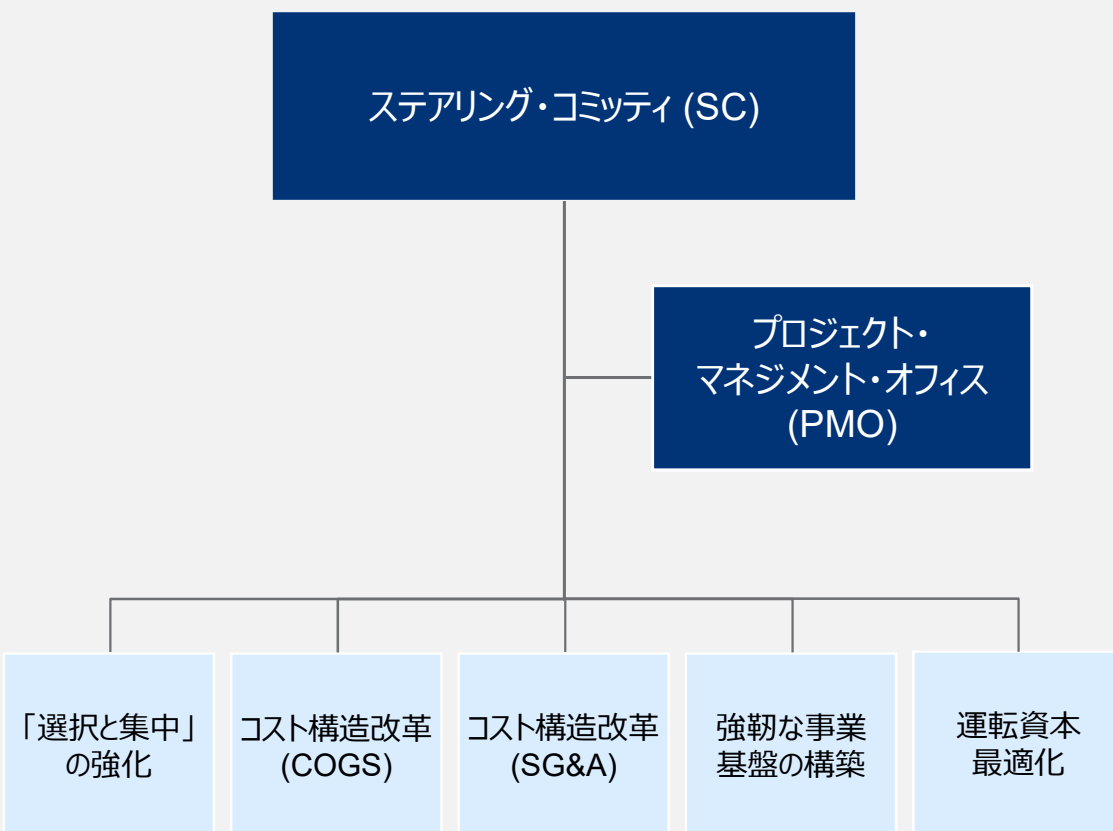 ステアリング・コミッティ (SC)
プロジェクト・
マネジメント・オフィス
(PMO)
「選択と集中」
の強化
コスト構造改革
(COGS)
コスト構造改革
(SG&A)
強靭な事業
基盤の構築
運転資本
最適化